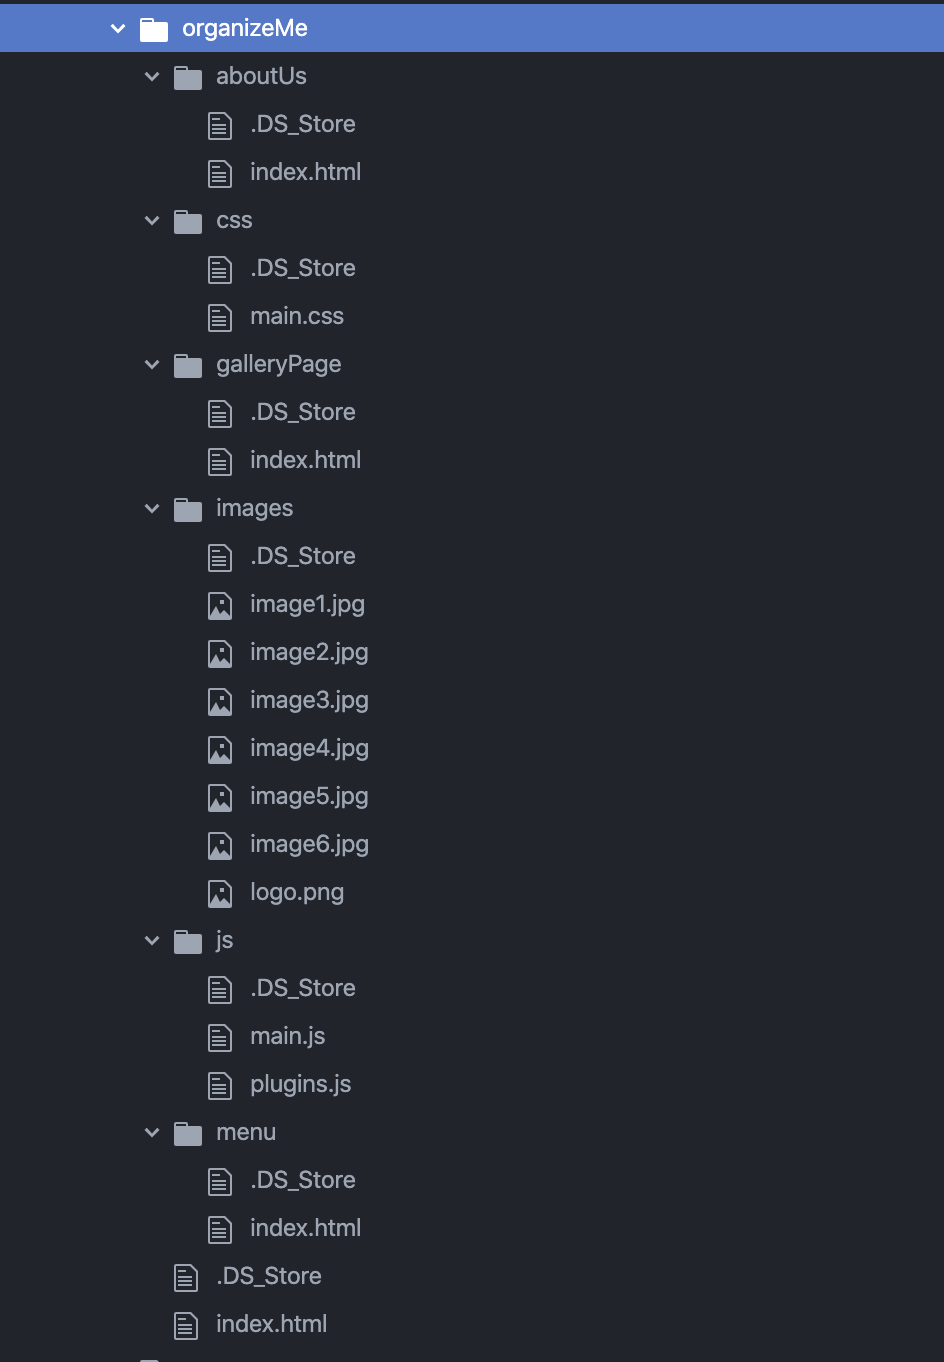 organizeMe
aboutUs
.DS_Store
index.html
css
.DS_Store
main.css
galleryPage
.DS_Store
index.html
images
.DS_Store
image1.jpg
image2.jpg
image3.jpg
image4.jpg
image5.jpg
image6.jpg
logo.png
js
.DS_Store
main.js
plugins.js
menu
.DS_Store
index.html
.DS_Store
index.html